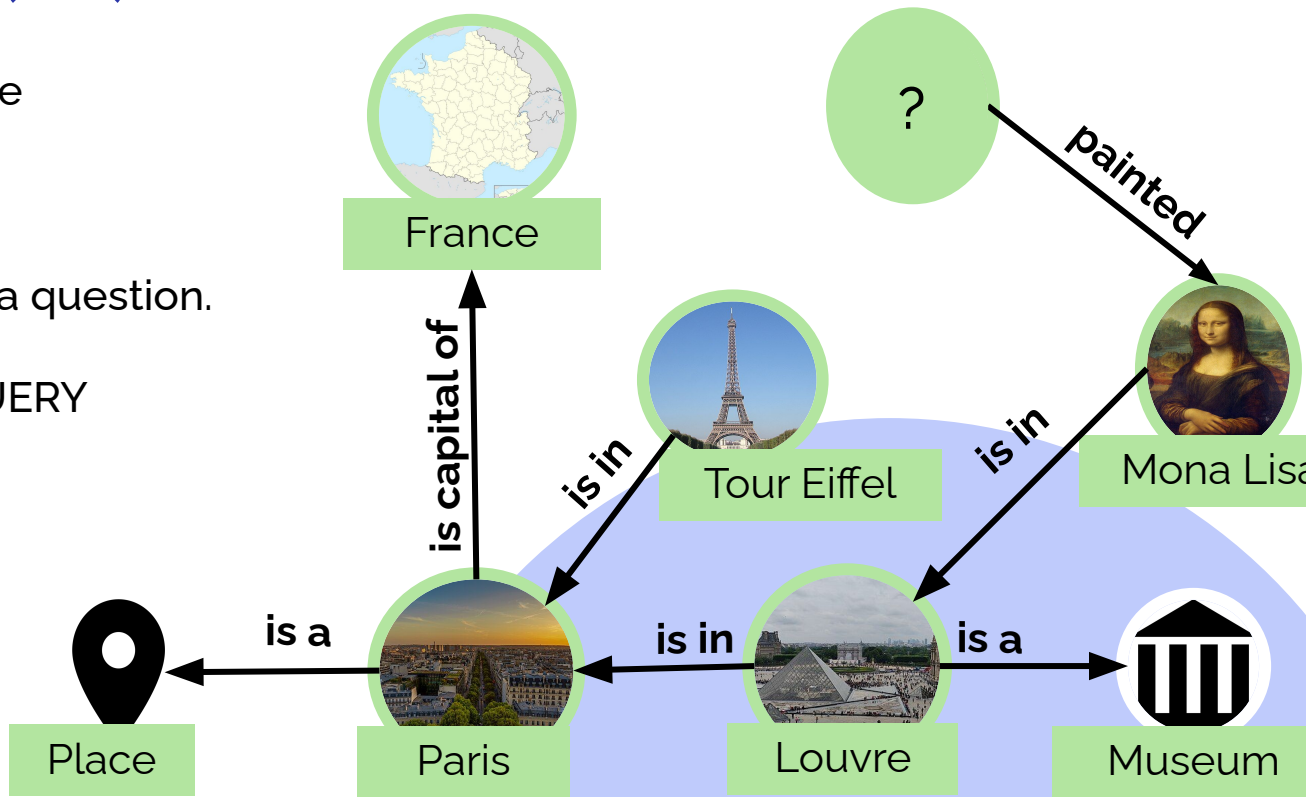 e
a question.
UERY
?
painted
France
is capital of
is in
Tour Eiffel
is in
Mona Lisa
is a
is in
is a
Place
Paris
Louvre
Museum